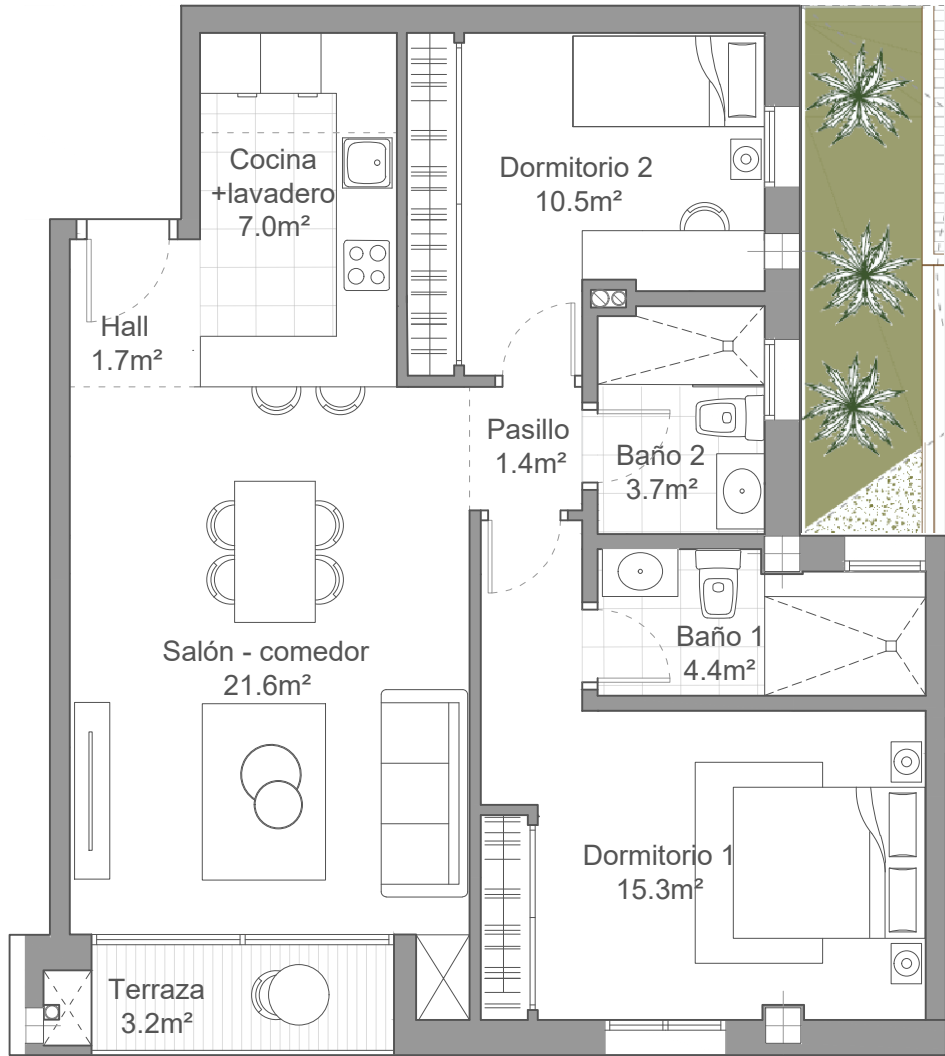 Cocina
+lavadero
7.0m²
Dormitorio 2
10.5m²
Hall
1.7m²
Pasillo
1.4m²
Baño 2
3.7m²
Baño 1
4.4m²
Salón - comedor
21.6m²
Dormitorio 1
15.3m²
Terraza
3.2m²